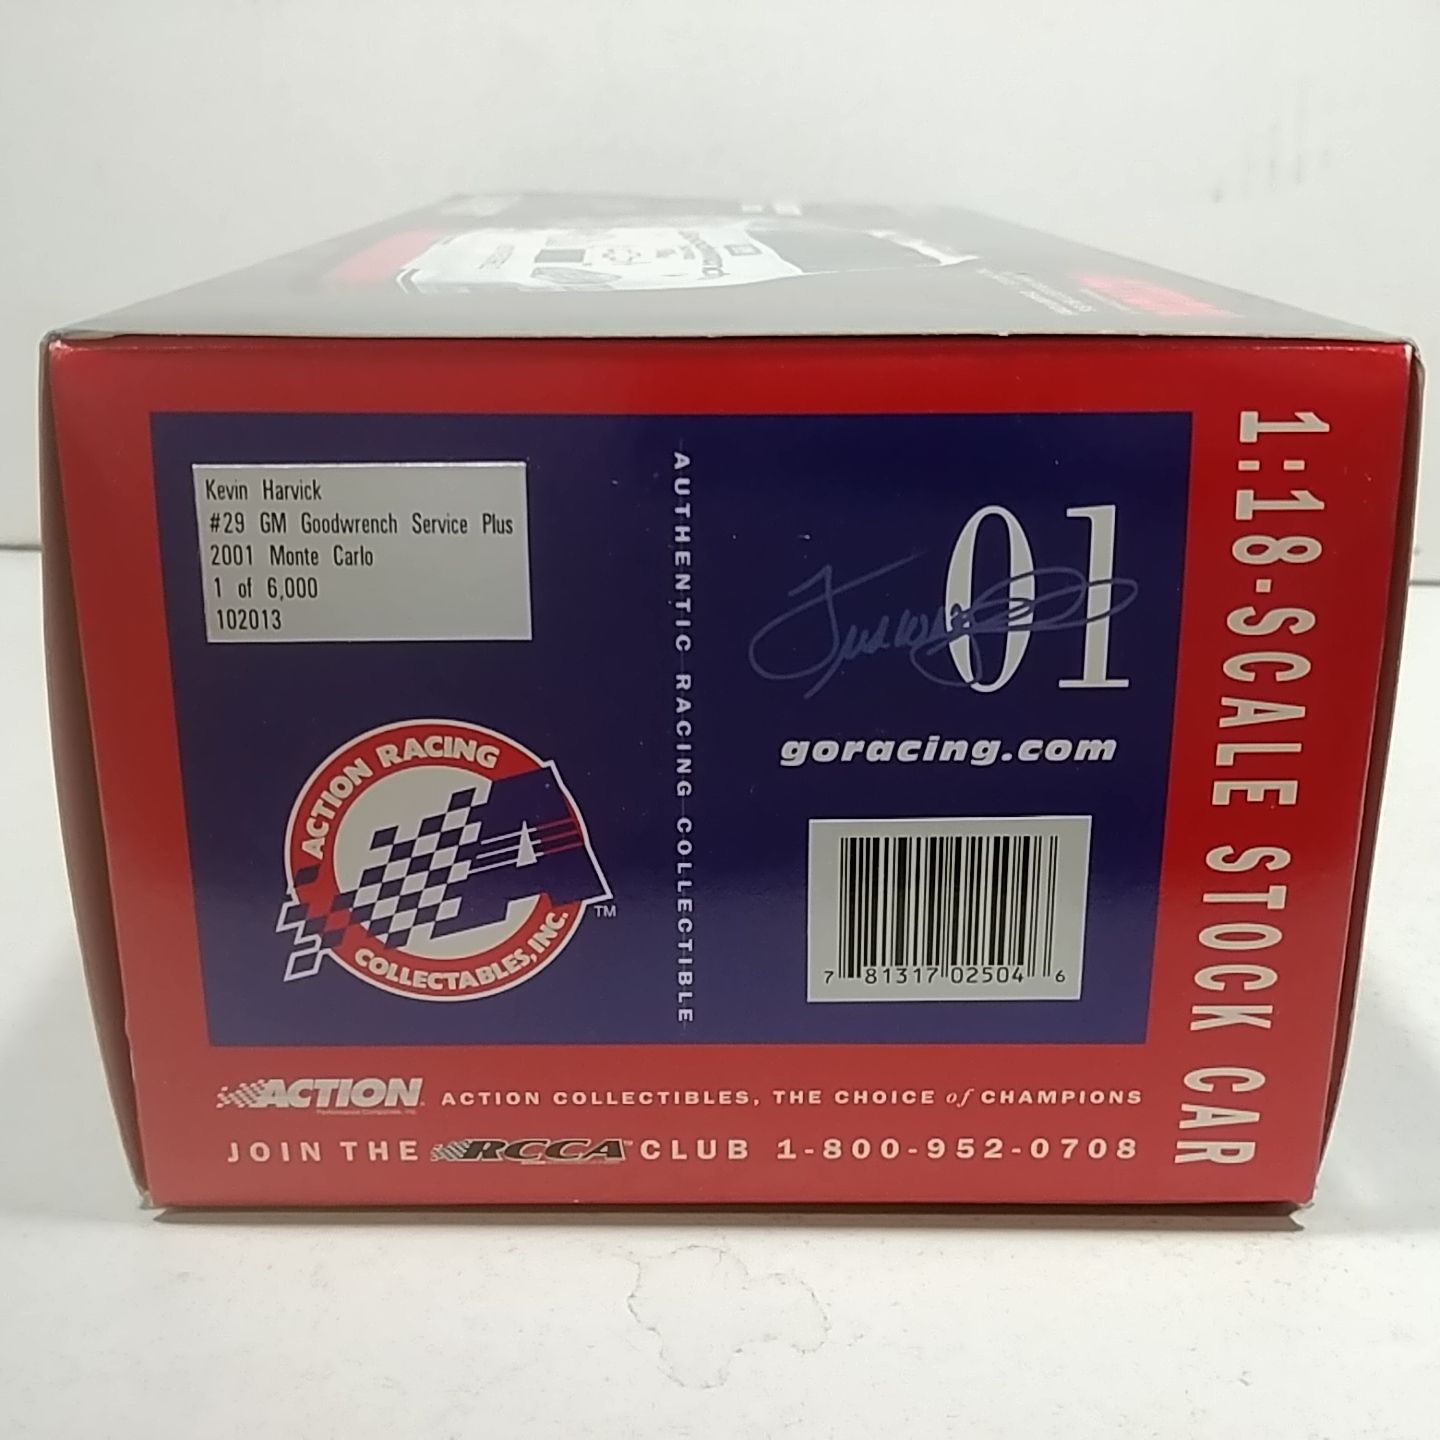 Kevin Harvick
#29 GM Goodwrench Service Plus
2001 Monte Carlo
1 of 6,000
102013
ACTION RACING
COLLECTABLES, INC.
TM
AUTHENTIC RACING COLLECTIBLE
01
goracing.com
7 81317 02504 6
1:18-SCALE STOCK CAR
ACTION
ACTION COLLECTIBLES, THE CHOICE of CHAMPIONS
JOIN THE RCCA CLUB 1-800-952-0708